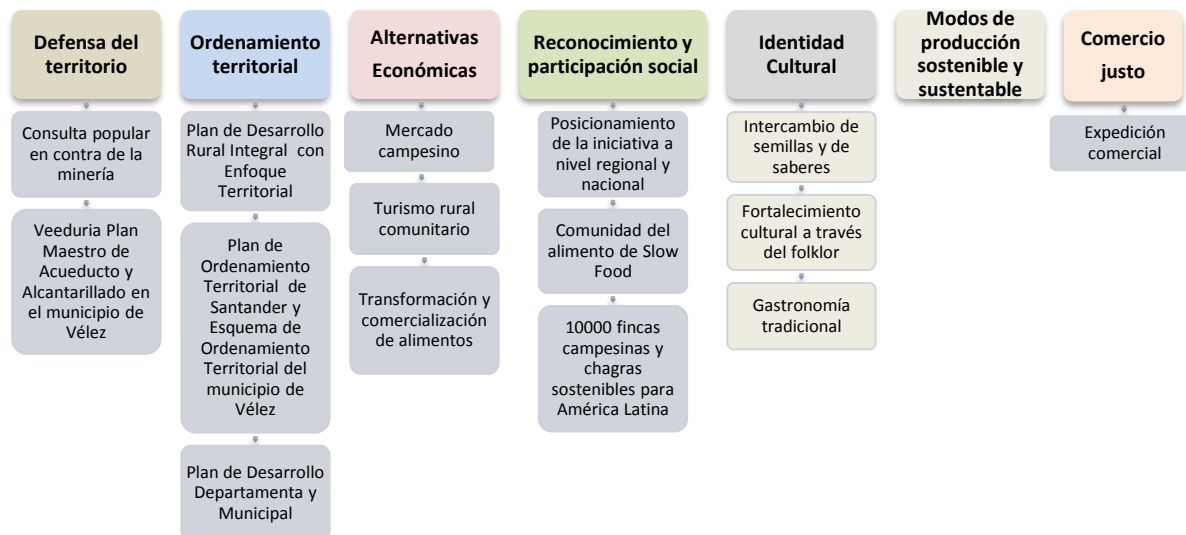 Defensa del
territorio
Consulta popular
en contra de la
minería
Veeduria Plan
Maestro de
Acueducto y
Alcantarillado en
el municipio de
Vélez
Ordenamiento
territorial
Plan de Desarrollo
Rural Integral con
Enfoque
Territorial
Plan de
Ordenamiento
Territorial de
Santander y
Esquema de
Ordenamiento
Territorial del
municipio de
Vélez
Plan de Desarrollo
Departamenta y
Municipal
Alternativas
Económicas
Mercado
campesino
Turismo rural
comunitario
Transformación y
comercialización
de alimentos
Reconocimiento y
participación social
Posicionamiento
de la iniciativa a
nivel regional y
nacional
Comunidad del
alimento de Slow
Food
10000 fincas
campesinas y
chagras
sostenibles para
América Latina
Identidad
Cultural
Intercambio de
semillas y de
saberes
Fortalecimiento
cultural a través
del folklor
Gastronomía
tradicional
Modos de
producción
sostenible y
sustentable
Comercio
justo
Expedición
comercial